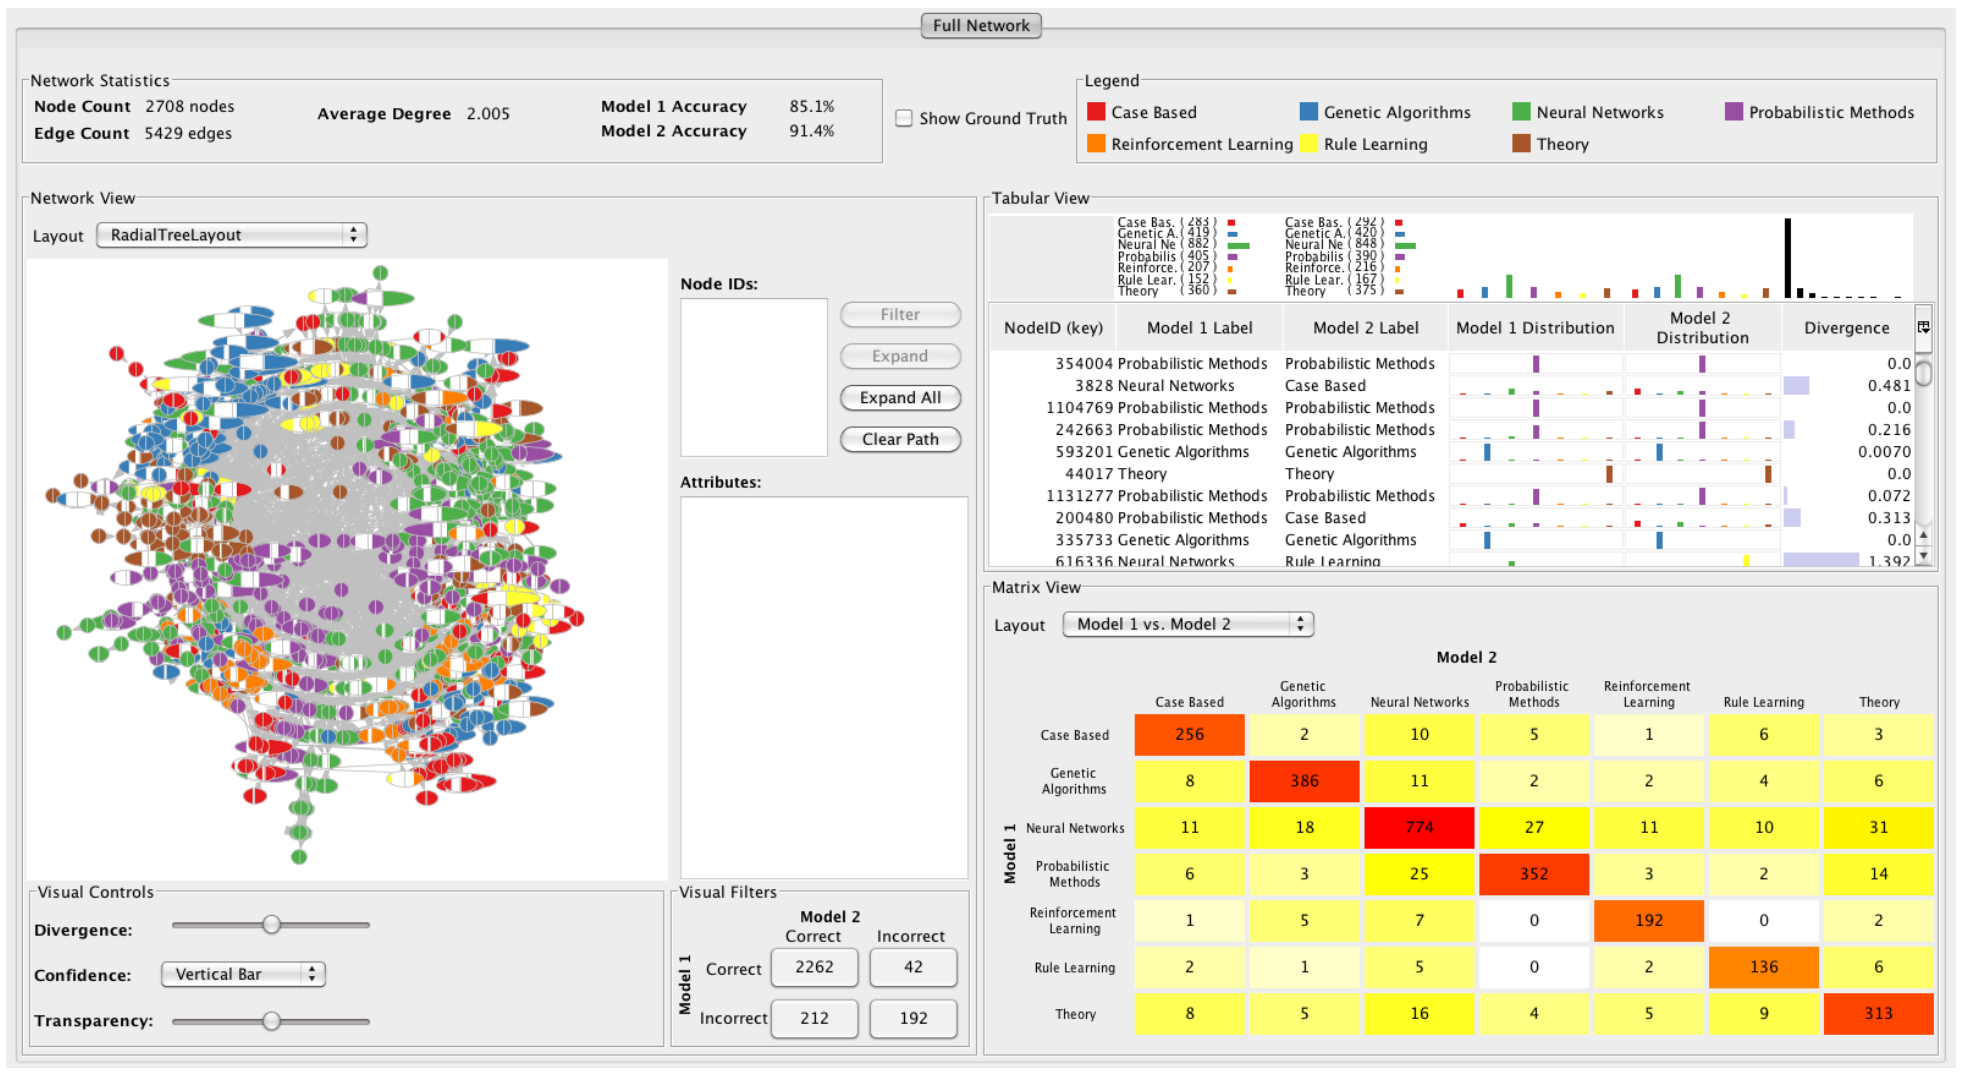 Full Network
Network Statistics
Node Count 2708 nodes
Edge Count 5429 edges
Average Degree 2.005
Model 1 Accuracy 85.1%
Model 2 Accuracy 91.4%
Show Ground Truth
Legend
Case Based Genetic Algorithms Neural Networks Probabilistic Methods
Reinforcement Learning Rule Learning Theory
Network View
Layout RadialTreeLayout
Node IDs:
Filter
Expand
Expand All
Clear Path
Attributes:
Visual Controls
Divergence:
Confidence: Vertical Bar
Transparency:
Visual Filters
Model 2
Correct Incorrect
Model 1
Correct 2262 42
Incorrect 212 192
Tabular View
Case Bas. ( 283 ) Case Bas. ( 292 )
Genetic A. ( 419 ) Genetic A. ( 420 )
Neural Ne ( 882 ) Neural Ne ( 848 )
Probabilis ( 405 ) Probabilis ( 390 )
Reinforce. ( 207 ) Reinforce. ( 216 )
Rule Lear. ( 152 ) Rule Lear. ( 167 )
Theory ( 360 ) Theory ( 375 )
NodeID (key) Model 1 Label Model 2 Label Model 1 Distribution Model 2 Distribution Divergence
354004 Probabilistic Methods Probabilistic Methods 0.0
3828 Neural Networks Case Based 0.481
1104769 Probabilistic Methods Probabilistic Methods 0.0
242663 Probabilistic Methods Probabilistic Methods 0.216
593201 Genetic Algorithms Genetic Algorithms 0.0070
44017 Theory Theory 0.0
1131277 Probabilistic Methods Probabilistic Methods 0.072
200480 Probabilistic Methods Case Based 0.313
335733 Genetic Algorithms Genetic Algorithms 0.0
616336 Neural Networks Rule Learning 1.392
Matrix View
Layout Model 1 vs. Model 2
Model 2
Case Based Genetic Algorithms Neural Networks Probabilistic Methods Reinforcement Learning Rule Learning Theory
Model 1
Case Based 256 2 10 5 1 6 3
Genetic Algorithms 8 386 11 2 2 4 6
Neural Networks 11 18 774 27 11 10 31
Probabilistic Methods 6 3 25 352 3 2 14
Reinforcement Learning 1 5 7 0 192 0 2
Rule Learning 2 1 5 0 2 136 6
Theory 8 5 16 4 5 9 313